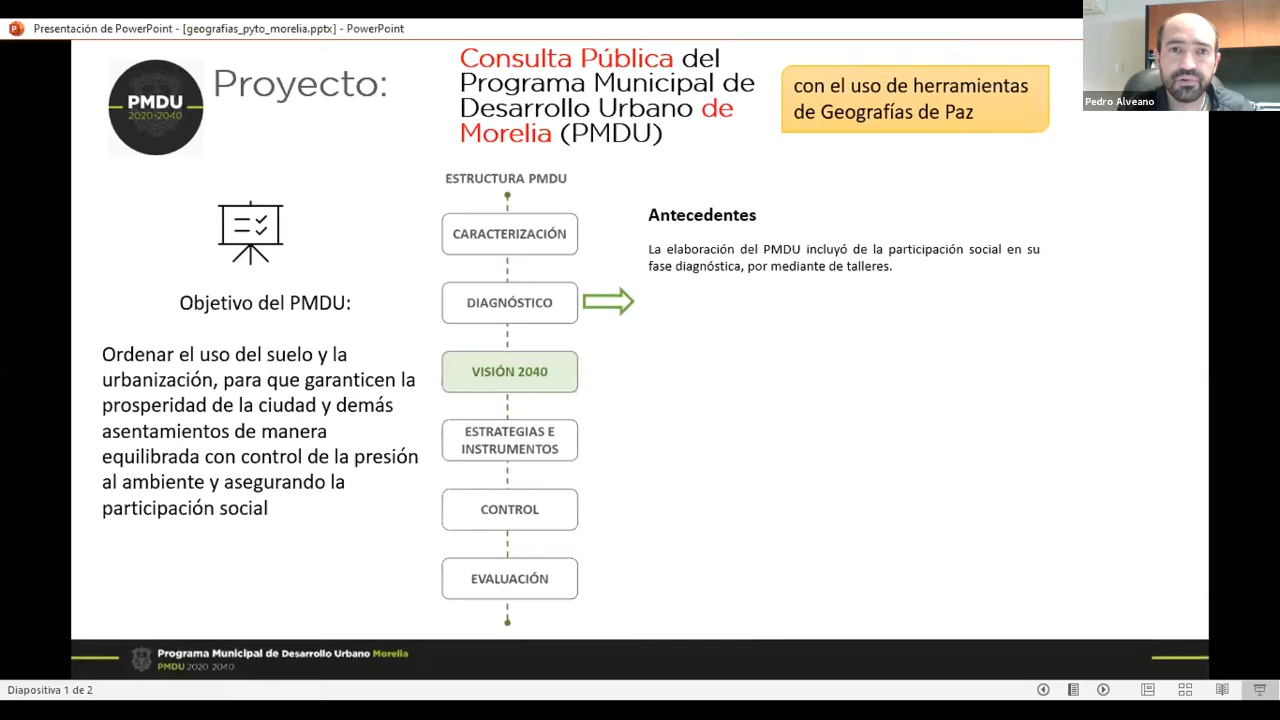 Presentación de PowerPoint - [geografias_pyto_morelia.pptx] - PowerPoint
PMDU
2020-2040
Proyecto:
Consulta Pública del
Programa Municipal de
Desarrollo Urbano de
Morelia (PMDU)
con el uso de herramientas
de Geografías de Paz
Pedro Alveano
Objetivo del PMDU:
Ordenar el uso del suelo y la
urbanización, para que garanticen la
prosperidad de la ciudad y demás
asentamientos de manera
equilibrada con control de la presión
al ambiente y asegurando la
participación social
ESTRUCTURA PMDU
CARACTERIZACIÓN
DIAGNÓSTICO
VISIÓN 2040
ESTRATEGIAS E
INSTRUMENTOS
CONTROL
EVALUACIÓN
Antecedentes
La elaboración del PMDU incluyó de la participación social en su
fase diagnóstica, por mediante de talleres.
Programa Municipal de Desarrollo Urbano Morelia
PMDU 2020-2040
Diapositiva 1 de 2